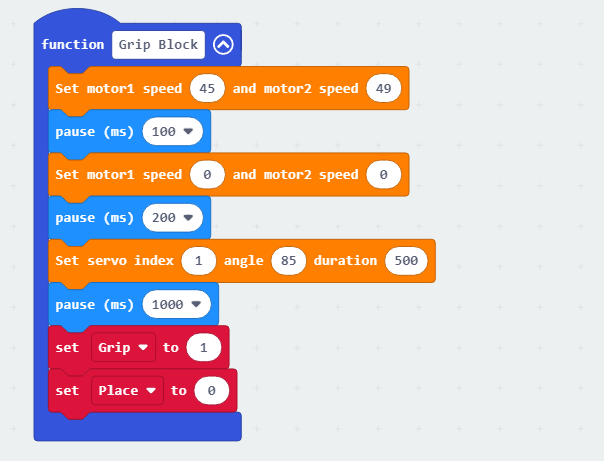 function Grip Block
Set motor1 speed 45 and motor2 speed 49
pause (ms) 100
Set motor1 speed 0 and motor2 speed 0
pause (ms) 200
Set servo index 1 angle 85 duration 500
pause (ms) 1000
set Grip to 1
set Place to 0